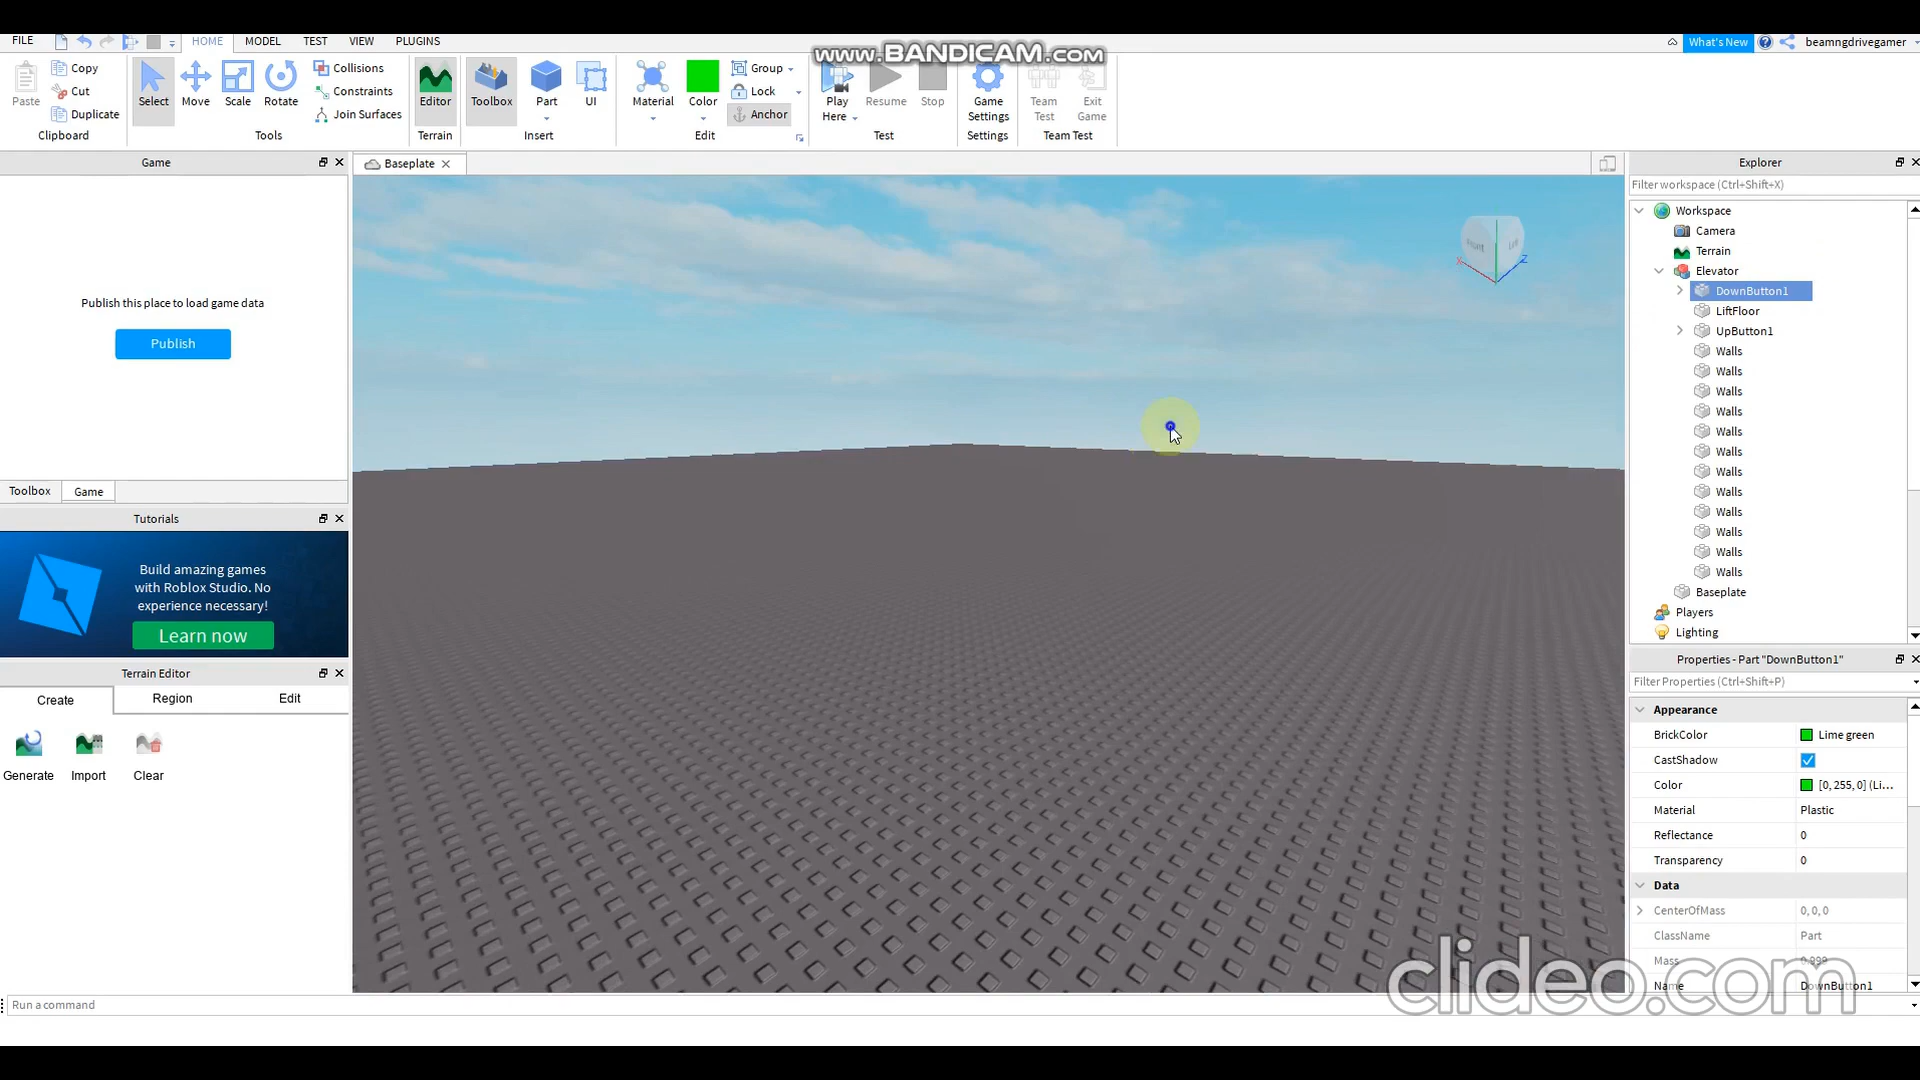 www.BANDICAM.com
FILE HOME MODEL TEST VIEW PLUGINS What's New beamngdrivegamer
Paste Copy Cut Duplicate Clipboard
Select Move Scale Rotate Collisions Constraints Join Surfaces Tools
Editor Terrain
Toolbox Part UI Insert
Material Color Group Lock Anchor Edit
Play Here Resume Stop Test
Game Settings Settings
Team Test Exit Game Team Test
Game
Publish this place to load game data
Publish
Toolbox Game
Tutorials
Build amazing games
with Roblox Studio. No
experience necessary!
Learn now
Terrain Editor
Create Region Edit
Generate Import Clear
Baseplate
Explorer
Filter workspace (Ctrl+Shift+X)
Workspace
Camera
Terrain
Elevator
DownButton1
LiftFloor
UpButton1
Walls
Walls
Walls
Walls
Walls
Walls
Walls
Walls
Walls
Walls
Walls
Walls
Baseplate
Players
Lighting
Properties - Part "DownButton1"
Filter Properties (Ctrl+Shift+P)
Appearance
BrickColor Lime green
CastShadow
Color [0, 255, 0] (Li...
Material Plastic
Reflectance 0
Transparency 0
Data
CenterOfMass 0, 0, 0
ClassName Part
Mass
Name DownButton1
clideo.com
Run a command